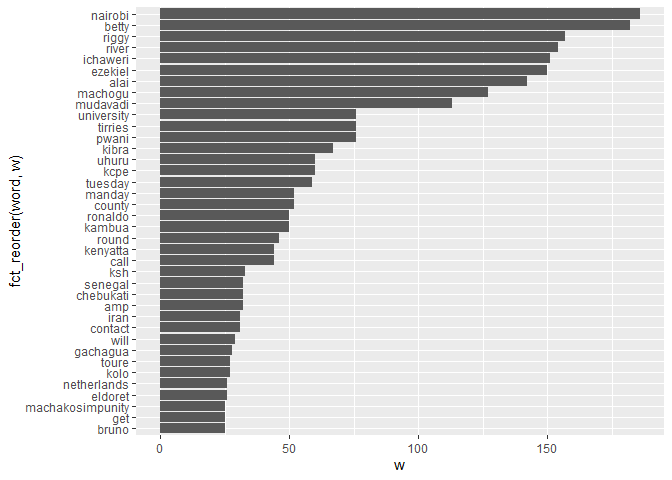 nairobi
betty
riggy
river
ichaweri
ezekiel
alai
machogu
mudavadi
university
tirries
pwani
kibra
uhuru
kcpe
tuesday
manday
county
ronaldo
kambua
round
kenyatta
call
ksh
senegal
chebukati
amp
iran
contact
will
gachagua
toure
kolo
netherlands
eldoret
machakosimpunity
get
bruno
fct_reorder(word, w)
0 50 100 150
w